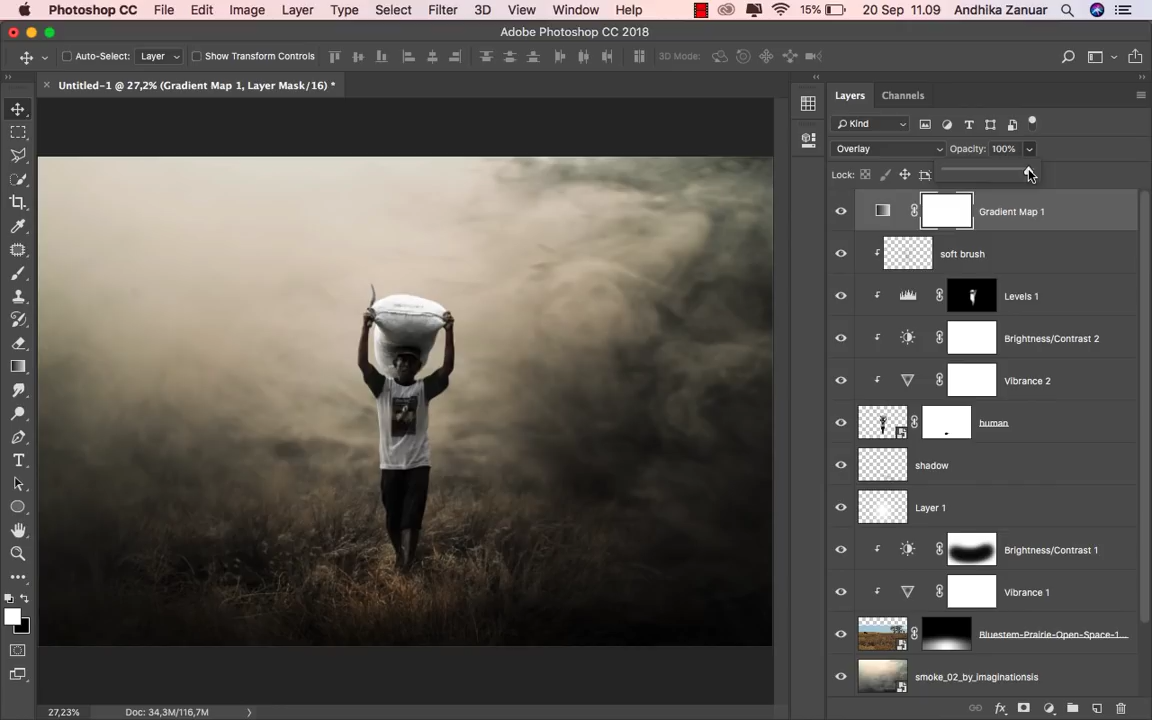 Photoshop CC File Edit Image Layer Type Select Filter 3D View Window Help 15% 20 Sep 11.09 Andhika Zanuar
Adobe Photoshop CC 2018
Auto-Select: Layer Show Transform Controls 3D Mode:
Untitled-1 @ 27,2% (Gradient Map 1, Layer Mask/16) *
Layers Channels
Kind
Overlay Opacity: 100%
Lock:
Gradient Map 1
soft brush
Levels 1
Brightness/Contrast 2
Vibrance 2
human
shadow
Layer 1
Brightness/Contrast 1
Vibrance 1
Bluestem-Prairie-Open-Space-1...
smoke_02_by_imaginationsis
27,23% Doc: 34,3M/116,7M